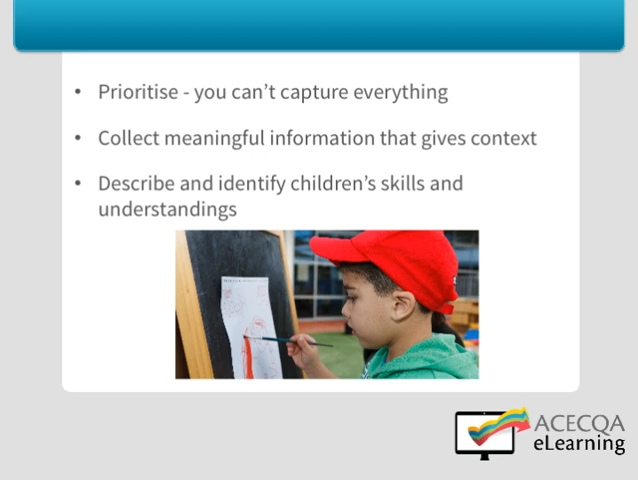 • Prioritise - you can’t capture everything
• Collect meaningful information that gives context
• Describe and identify children’s skills and
understandings
ACECQA
eLearning